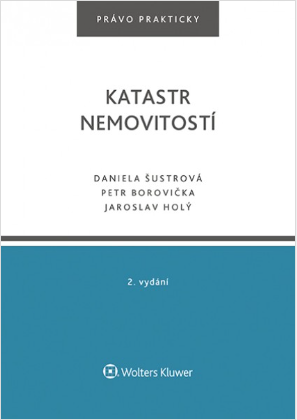 PRÁVO PRAKTICKY
KATASTR
NEMOVITOSTÍ
DANIELA ŠUSTROVÁ
PETR BOROVIČKA
JAROSLAV HOLÝ
2. vydání
Wolters Kluwer